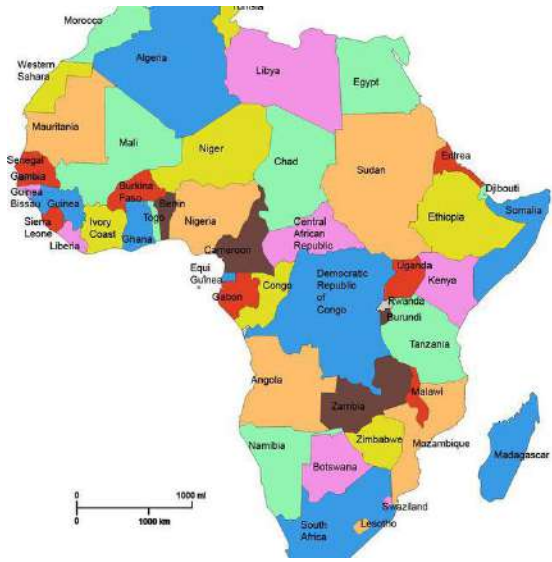 Tunisia
Morocco
Algeria
Libya
Egypt
Western
Sahara
Mauritania
Mali
Niger
Chad
Sudan
Eritrea
Senegal
Gambia
Guinea
Bissau
Guinea
Burkina
Faso
Benin
Djibouti
Somalia
Sierra
Leone
Ivory
Coast
Togo
Nigeria
Ethiopia
Liberia
Ghana
Central
African
Republic
Cameroon
Equi
Guinea
Democratic
Republic
of
Congo
Uganda
Kenya
Gabon
Congo
Rwanda
Burundi
Tanzania
Angola
Zambia
Malawi
Namibia
Zimbabwe
Mozambique
Madagascar
Botswana
0 1000 mi
0 1000 km
Swaziland
South
Africa
Lesotho